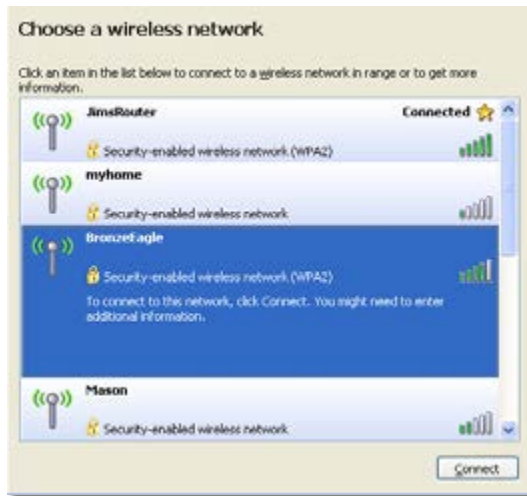 Choose a wireless network
Click an item in the list below to connect to a wireless network in range or to get more
information.
JimsRouter Connected
Security-enabled wireless network (WPA2)
myhome
Security-enabled wireless network
BronzeEagle
Security-enabled wireless network (WPA2)
To connect to this network, click Connect. You might need to enter
additional information.
Mason
Security-enabled wireless network
Connect